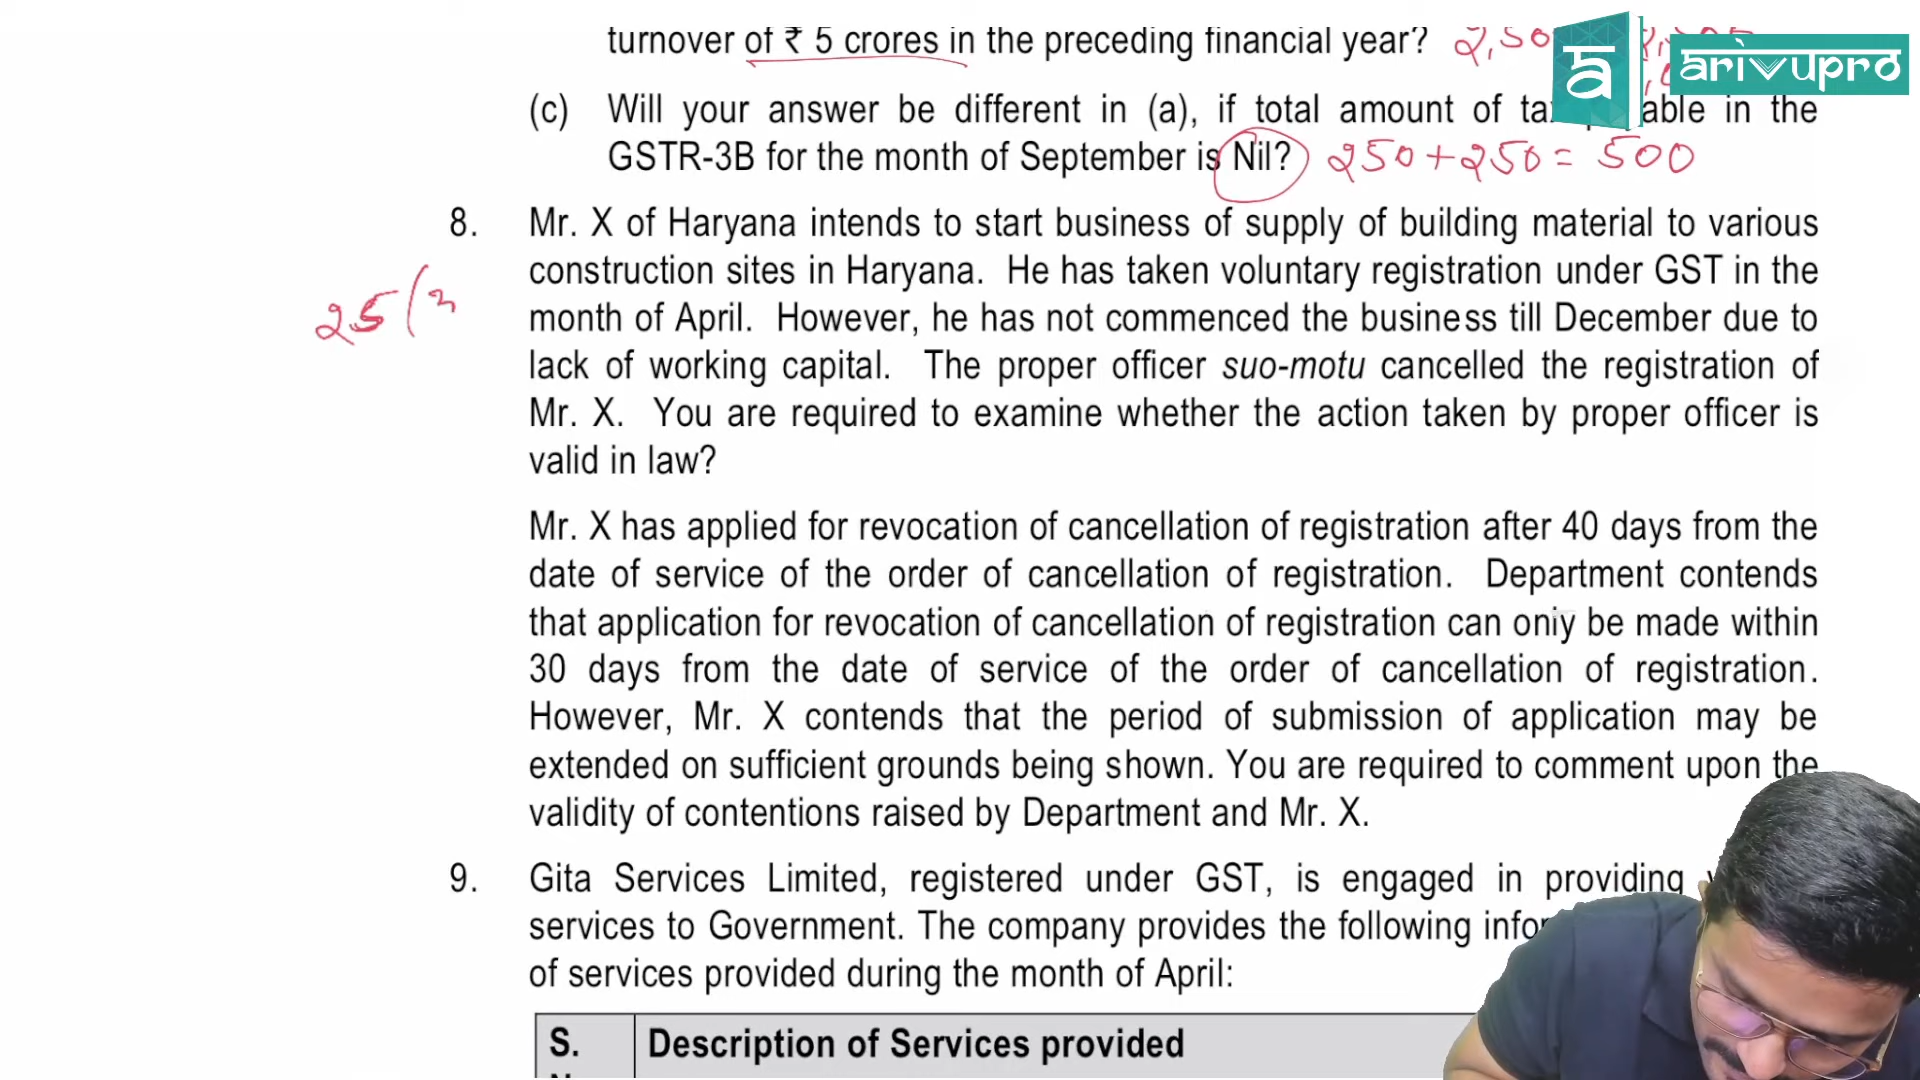 turnover of ₹ 5 crores in the preceding financial year?
arivupro
(c) Will your answer be different in (a), if total amount of in the
GSTR-3B for the month of September is Nil? 250+250= 500
8. Mr. X of Haryana intends to start business of supply of building material to various
construction sites in Haryana. He has taken voluntary registration under GST in the
25(3
month of April. However, he has not commenced the business till December due to
lack of working capital. The proper officer suo-motu cancelled the registration of
Mr. X. You are required to examine whether the action taken by proper officer is
valid in law?
Mr. X has applied for revocation of cancellation of registration after 40 days from the
date of service of the order of cancellation of registration. Department contends
that application for revocation of cancellation of registration can only be made within
30 days from the date of service of the order of cancellation of registration.
However, Mr. X contends that the period of submission of application may be
extended on sufficient grounds being shown. You are required to comment upon the
validity of contentions raised by Department and Mr. X.
9. Gita Services Limited, registered under GST, is engaged in providing
services to Government. The company provides the following
of services provided during the month of April:
S. Description of Services provided